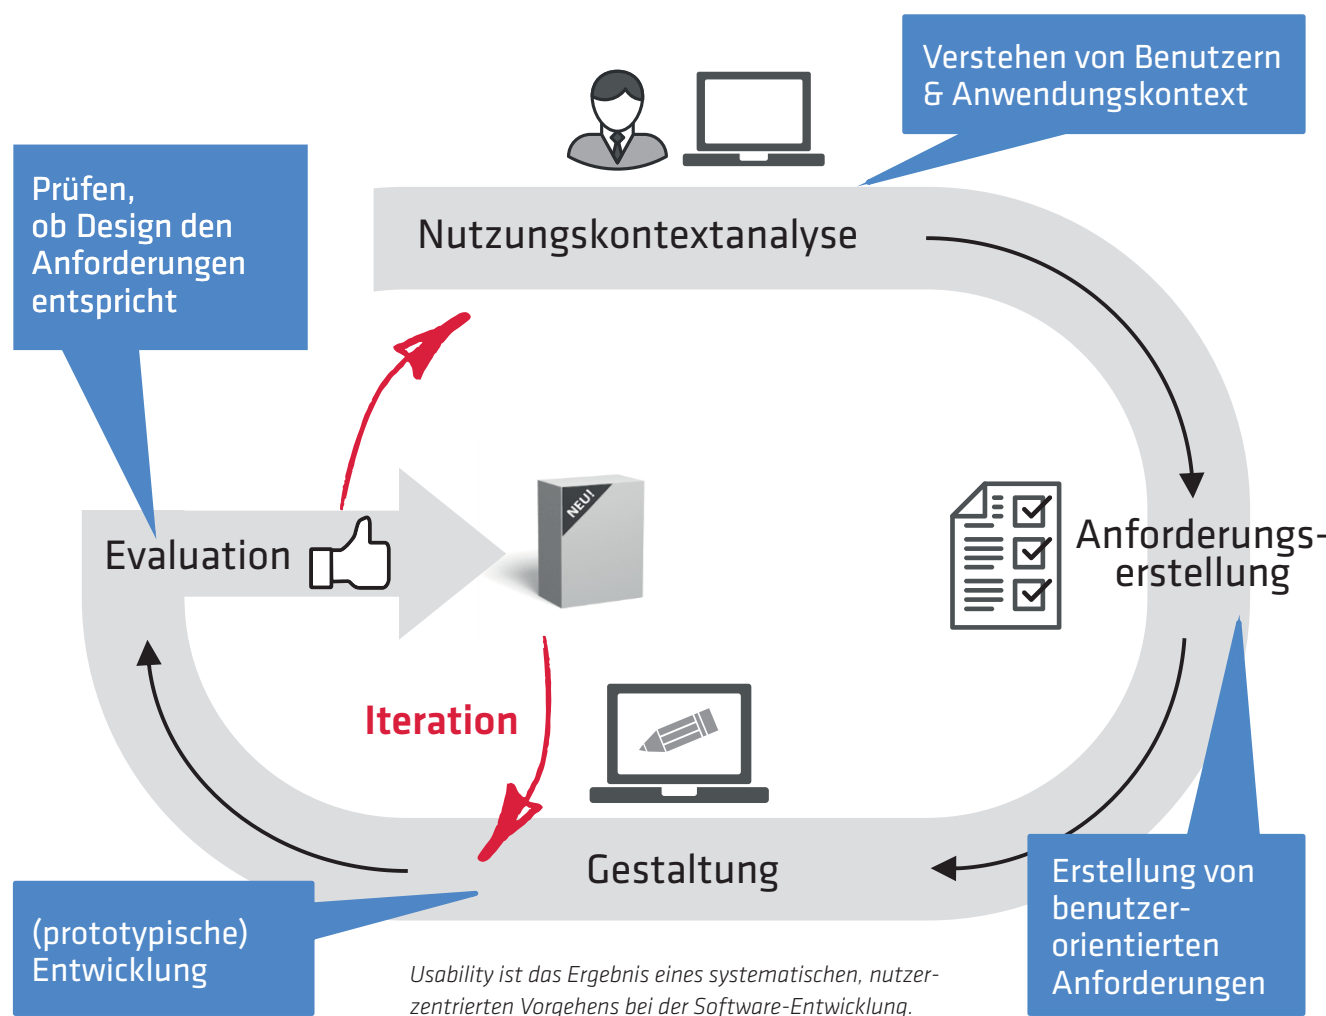 Verstehen von Benutzern
& Anwendungskontext
Prüfen,
ob Design den
Anforderungen
entspricht
Nutzungskontextanalyse
NEU!
Evaluation
Anforderungs-
erstellung
Iteration
Gestaltung
(prototypische)
Entwicklung
Erstellung von
benutzer-
orientierten
Anforderungen
Usability ist das Ergebnis eines systematischen, nutzer-
zentrierten Vorgehens bei der Software-Entwicklung.